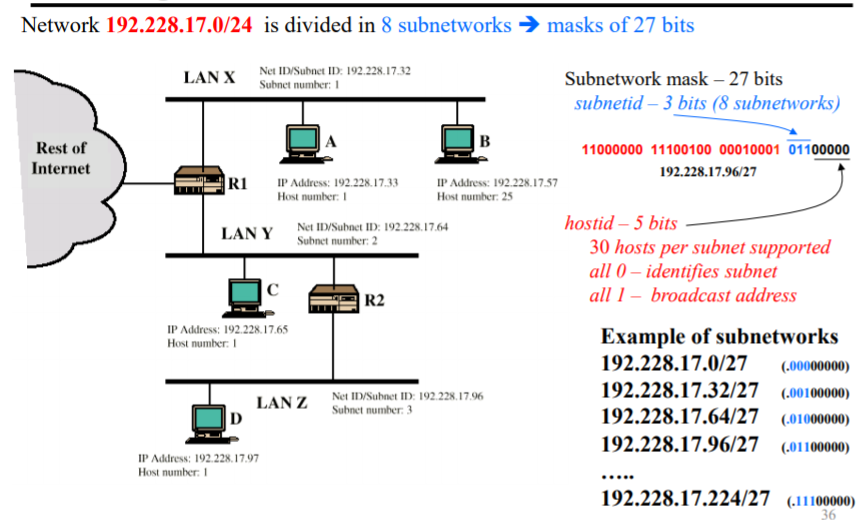 Network 192.228.17.0/24 is divided in 8 subnetworks ➔ masks of 27 bits
LAN X
Net ID/Subnet ID: 192.228.17.32
Subnet number: 1
Rest of
Internet
R1
A
IP Address: 192.228.17.33
Host number: 1
B
IP Address: 192.228.17.57
Host number: 25
LAN Y
Net ID/Subnet ID: 192.228.17.64
Subnet number: 2
C
IP Address: 192.228.17.65
Host number: 1
R2
LAN Z
Net ID/Subnet ID: 192.228.17.96
Subnet number: 3
D
IP Address: 192.228.17.97
Host number: 1
Subnetwork mask – 27 bits
subnetid – 3 bits (8 subnetworks)
11000000 11100100 00010001 01100000
192.228.17.96/27
hostid – 5 bits
30 hosts per subnet supported
all 0 – identifies subnet
all 1 – broadcast address
Example of subnetworks
192.228.17.0/27 (.00000000)
192.228.17.32/27 (.00100000)
192.228.17.64/27 (.01000000)
192.228.17.96/27 (.01100000)
…..
192.228.17.224/27 (.11100000)
36